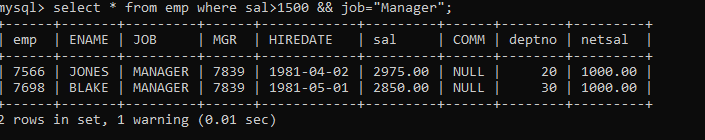 mysql> select * from emp where sal>1500 && job="Manager";
+------+-------+---------+------+------------+---------+------+--------+---------+
| emp | ENAME | JOB | MGR | HIREDATE | sal | COMM | deptno | netsal |
+------+-------+---------+------+------------+---------+------+--------+---------+
| 7566 | JONES | MANAGER | 7839 | 1981-04-02 | 2975.00 | NULL | 20 | 1000.00 |
| 7698 | BLAKE | MANAGER | 7839 | 1981-05-01 | 2850.00 | NULL | 30 | 1000.00 |
+------+-------+---------+------+------------+---------+------+--------+---------+
2 rows in set, 1 warning (0.01 sec)